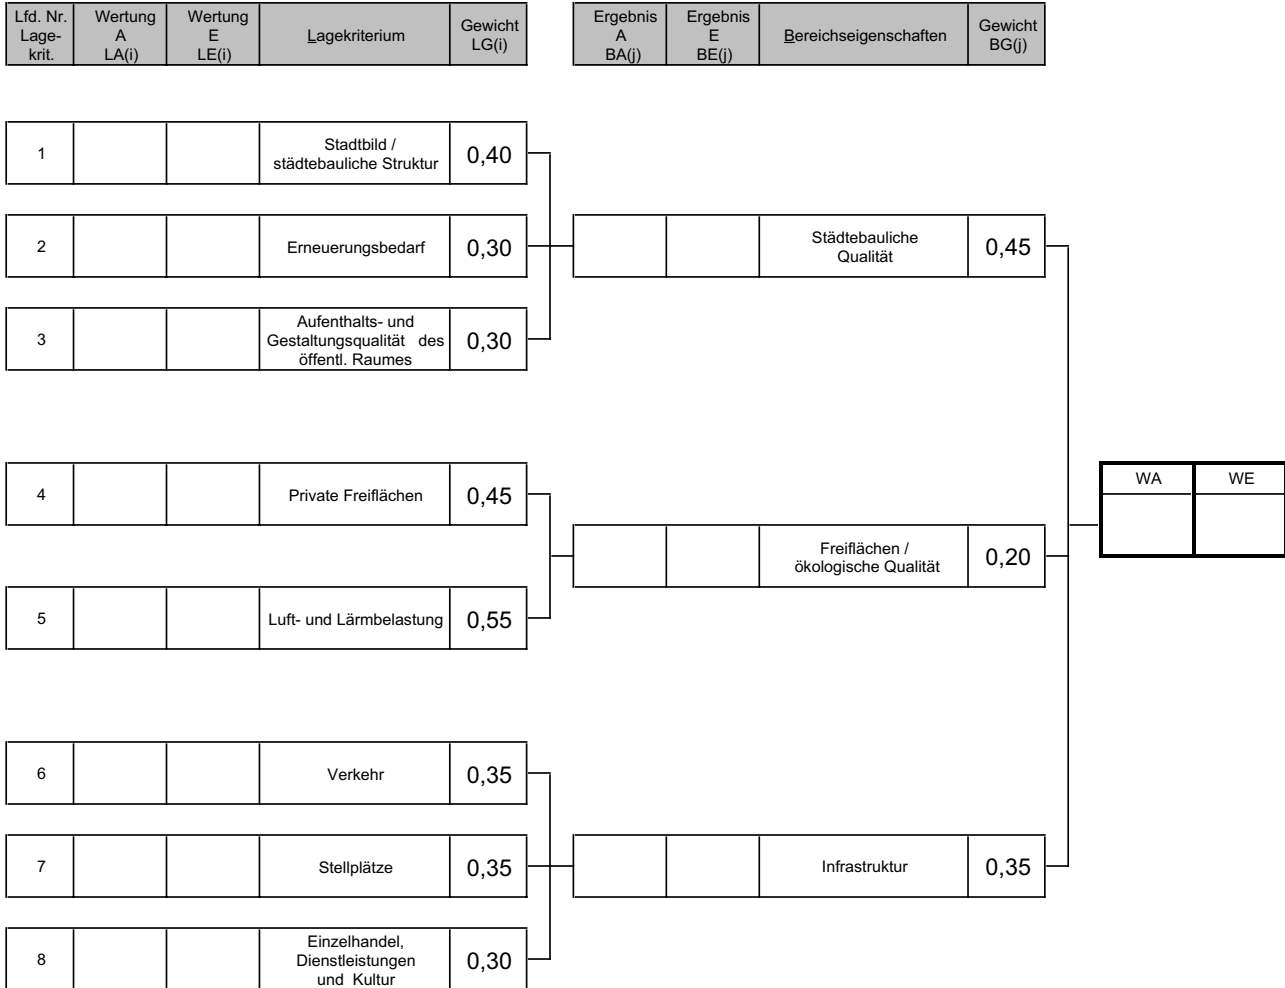 Lfd. Nr.
Lage-
krit.
Wertung
A
LA(i)
Wertung
E
LE(i)
Lagekriterium
Gewicht
LG(i)
Ergebnis
A
BA(j)
Ergebnis
E
BE(j)
Bereichseigenschaften
Gewicht
BG(j)
1
Stadtbild /
städtebauliche Struktur
0,40
2
Erneuerungsbedarf
0,30
Städtebauliche
Qualität
0,45
3
Aufenthalts- und
Gestaltungsqualität des
öffentl. Raumes
0,30
WA
WE
4
Private Freiflächen
0,45
Freiflächen /
ökologische Qualität
0,20
5
Luft- und Lärmbelastung
0,55
6
Verkehr
0,35
7
Stellplätze
0,35
Infrastruktur
0,35
8
Einzelhandel,
Dienstleistungen
und Kultur
0,30